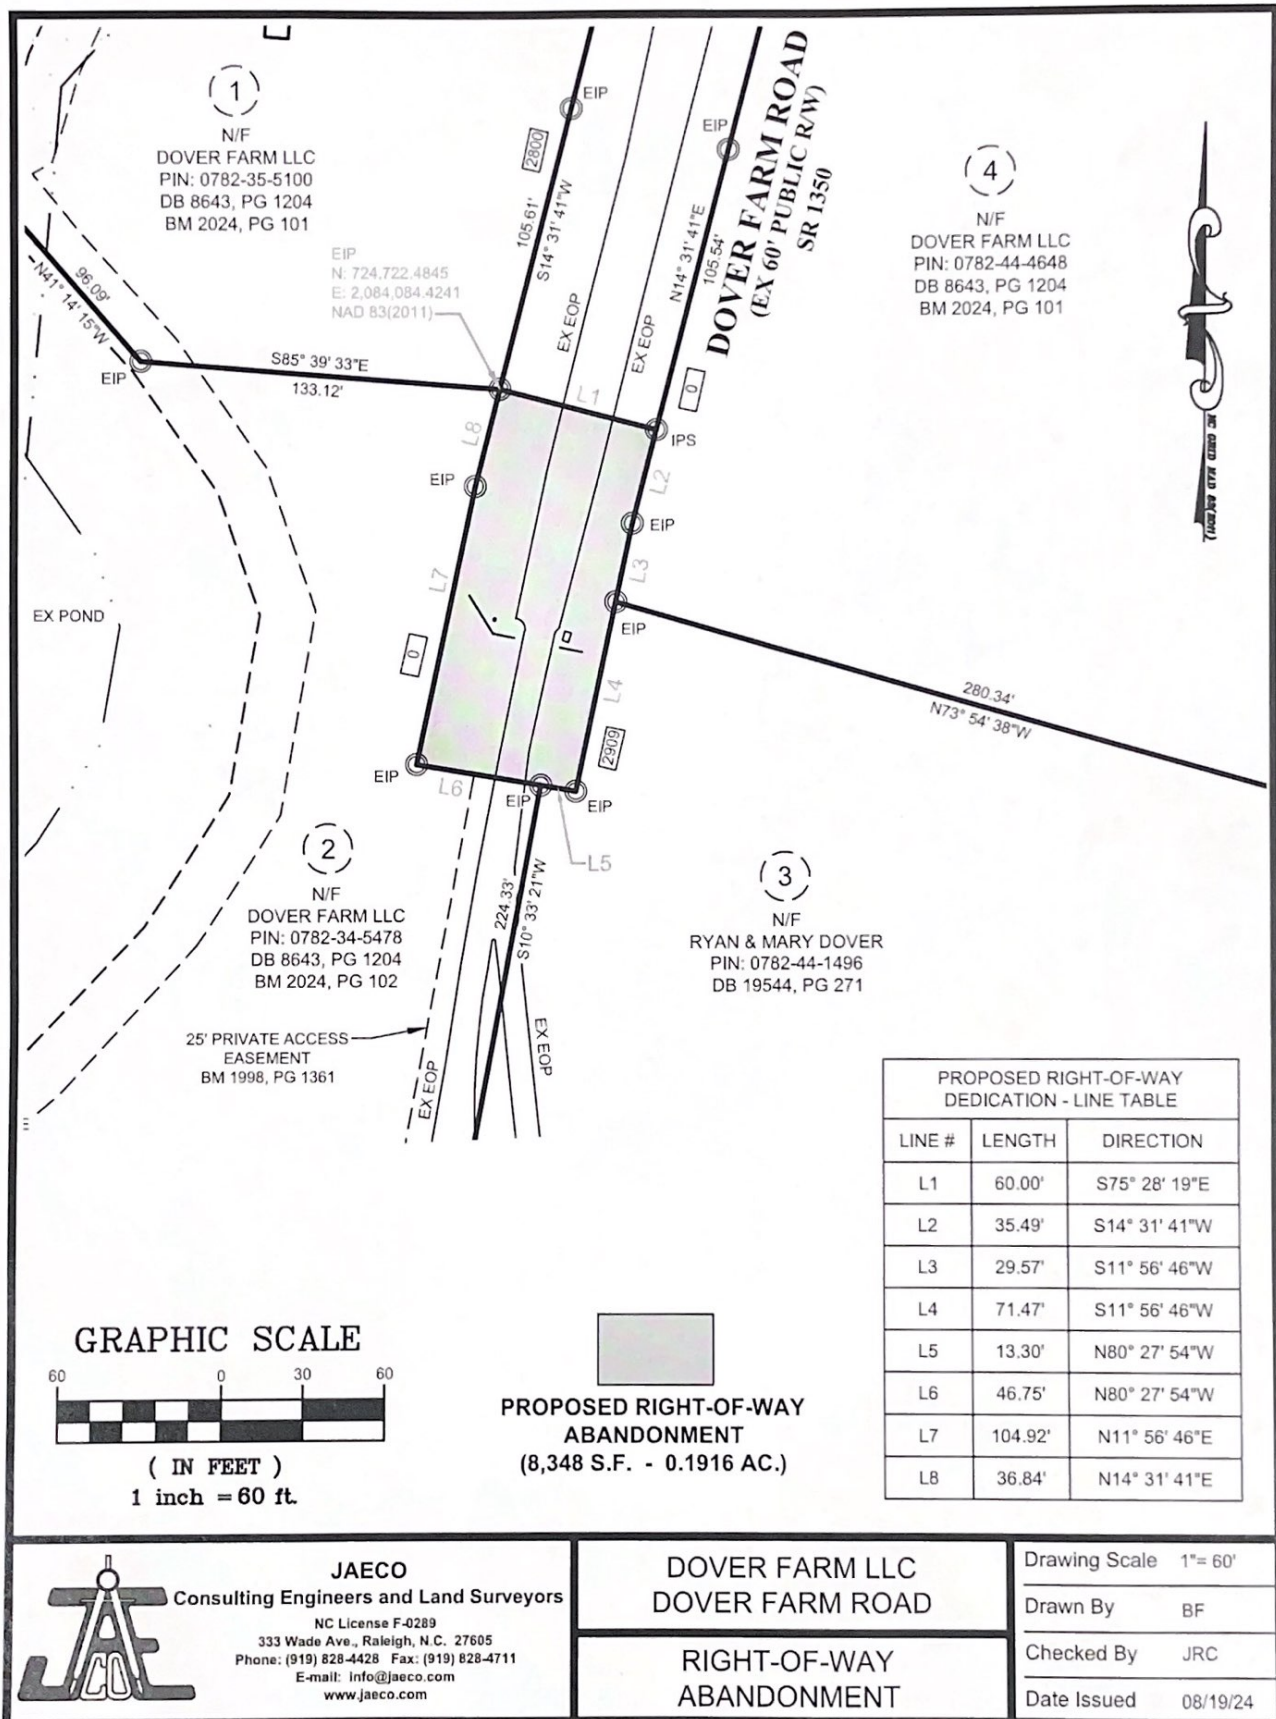 1
N/F
DOVER FARM LLC
PIN: 0782-35-5100
DB 8643, PG 1204
BM 2024, PG 101
EIP
2800
105.61'
S14° 31' 41"W
EIP
N14° 31' 41"E
105.54'
DOVER FARM ROAD
(EX 60' PUBLIC R/W)
SR 1350
4
N/F
DOVER FARM LLC
PIN: 0782-44-4648
DB 8643, PG 1204
BM 2024, PG 101
NC GRID NAD 83(2011)
EIP
N: 724,722.4845
E: 2,084,084.4241
NAD 83(2011)
96.09'
N41° 14' 15"W
EIP
S85° 39' 33"E
133.12'
EX EOP
EX EOP
L1
0
IPS
L8
EIP
L2
EIP
L7
L3
EIP
EX POND
0
L4
2909
280.34'
N73° 54' 38"W
EIP
L6
EIP
EIP
L5
2
N/F
DOVER FARM LLC
PIN: 0782-34-5478
DB 8643, PG 1204
BM 2024, PG 102
224.33'
S10° 33' 21"W
3
N/F
RYAN & MARY DOVER
PIN: 0782-44-1496
DB 19544, PG 271
25' PRIVATE ACCESS
EASEMENT
BM 1998, PG 1361
EX EOP
EX EOP
PROPOSED RIGHT-OF-WAY
DEDICATION - LINE TABLE
LINE # LENGTH DIRECTION
L1 60.00' S75° 28' 19"E
L2 35.49' S14° 31' 41"W
L3 29.57' S11° 56' 46"W
L4 71.47' S11° 56' 46"W
L5 13.30' N80° 27' 54"W
L6 46.75' N80° 27' 54"W
L7 104.92' N11° 56' 46"E
L8 36.84' N14° 31' 41"E
GRAPHIC SCALE
60 0 30 60
( IN FEET )
1 inch = 60 ft.
PROPOSED RIGHT-OF-WAY
ABANDONMENT
(8,348 S.F. - 0.1916 AC.)
JAECO
JAECO
Consulting Engineers and Land Surveyors
NC License F-0289
333 Wade Ave., Raleigh, N.C. 27605
Phone: (919) 828-4428 Fax: (919) 828-4711
E-mail: info@jaeco.com
www.jaeco.com
DOVER FARM LLC
DOVER FARM ROAD
RIGHT-OF-WAY
ABANDONMENT
Drawing Scale 1"= 60'
Drawn By BF
Checked By JRC
Date Issued 08/19/24